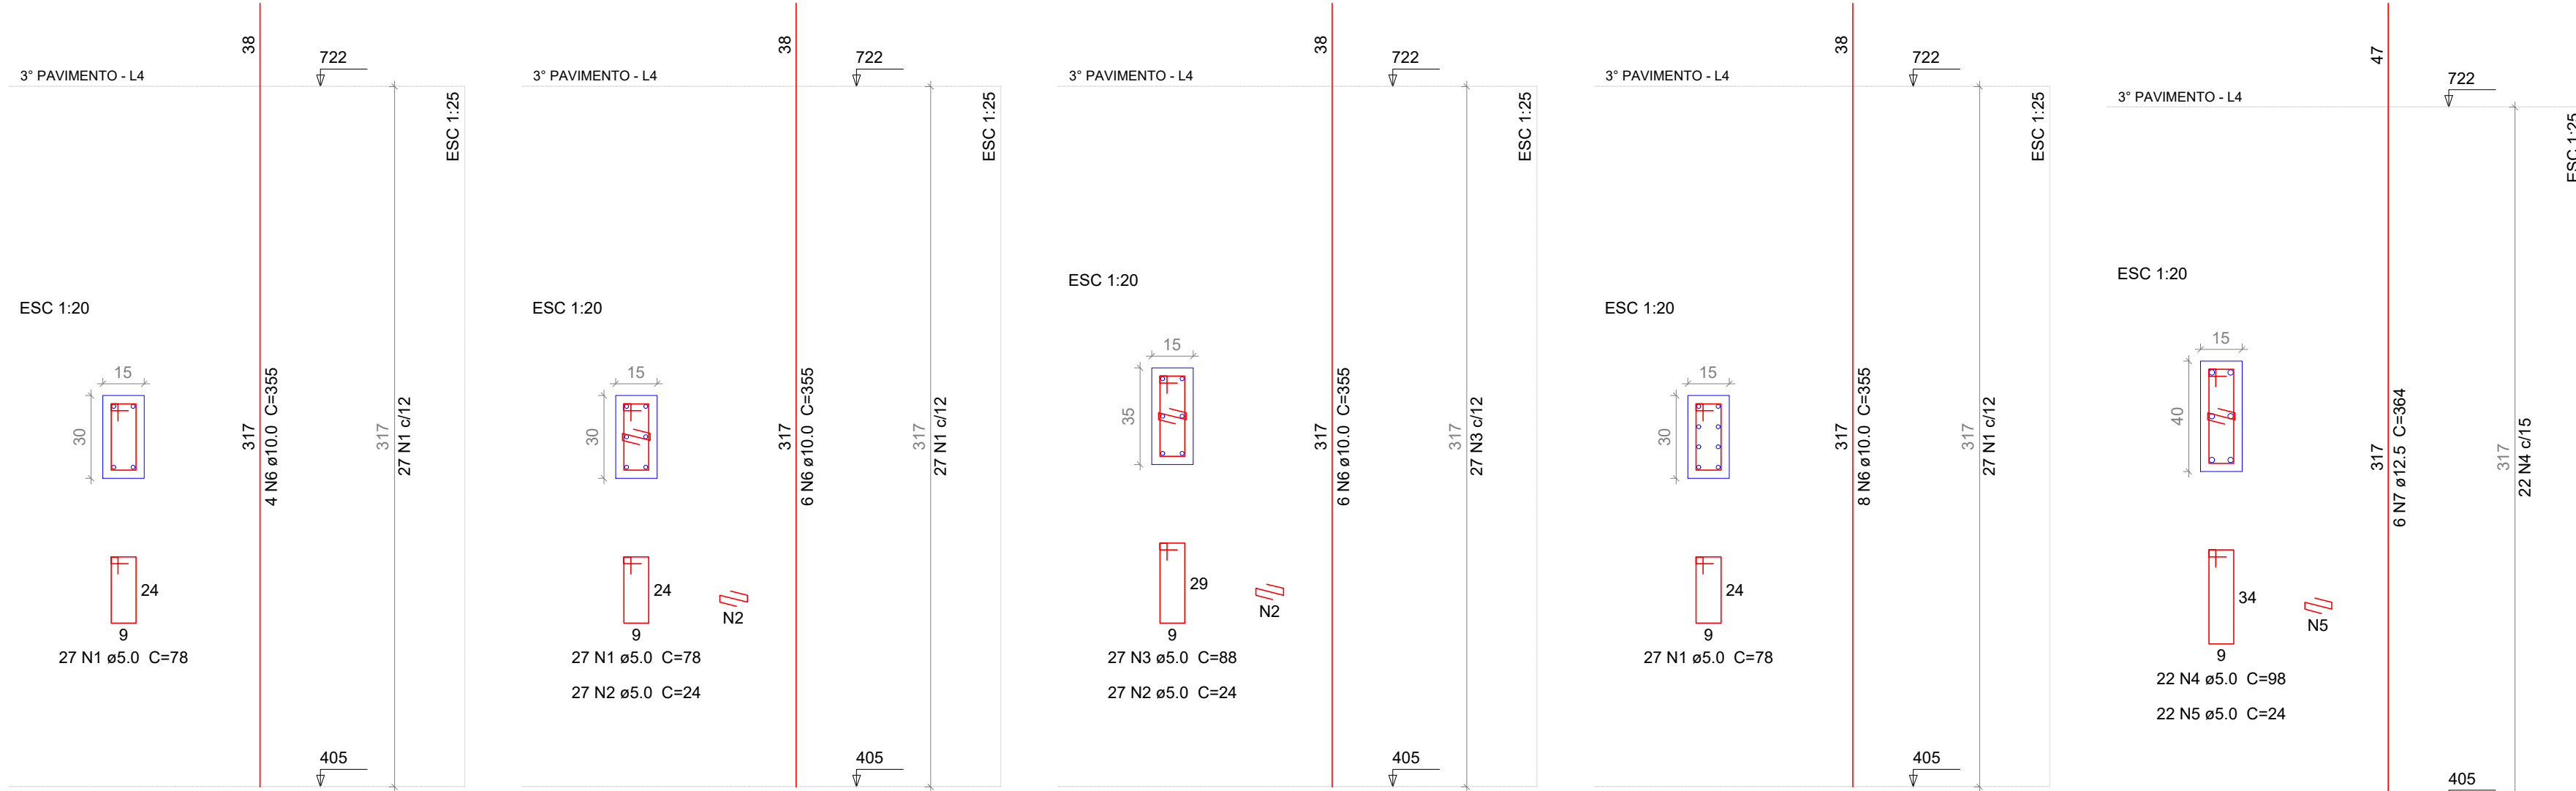 38
722
3° PAVIMENTO - L4
ESC 1:25
ESC 1:20
15
30
317
4 N6 ø10.0 C=355
317
27 N1 c/12
24
9
27 N1 ø5.0 C=78
405
38
722
3° PAVIMENTO - L4
ESC 1:25
ESC 1:20
15
30
317
6 N6 ø10.0 C=355
317
27 N1 c/12
24
N2
9
27 N1 ø5.0 C=78
27 N2 ø5.0 C=24
405
38
722
3° PAVIMENTO - L4
ESC 1:25
ESC 1:20
15
35
317
6 N6 ø10.0 C=355
317
27 N3 c/12
29
N2
9
27 N3 ø5.0 C=88
27 N2 ø5.0 C=24
405
38
722
3° PAVIMENTO - L4
ESC 1:25
ESC 1:20
15
30
317
8 N6 ø10.0 C=355
317
27 N1 c/12
24
9
27 N1 ø5.0 C=78
405
47
722
3° PAVIMENTO - L4
ESC 1:25
ESC 1:20
15
40
317
6 N7 ø12.5 C=364
317
22 N4 c/15
34
N5
9
22 N4 ø5.0 C=98
22 N5 ø5.0 C=24
405